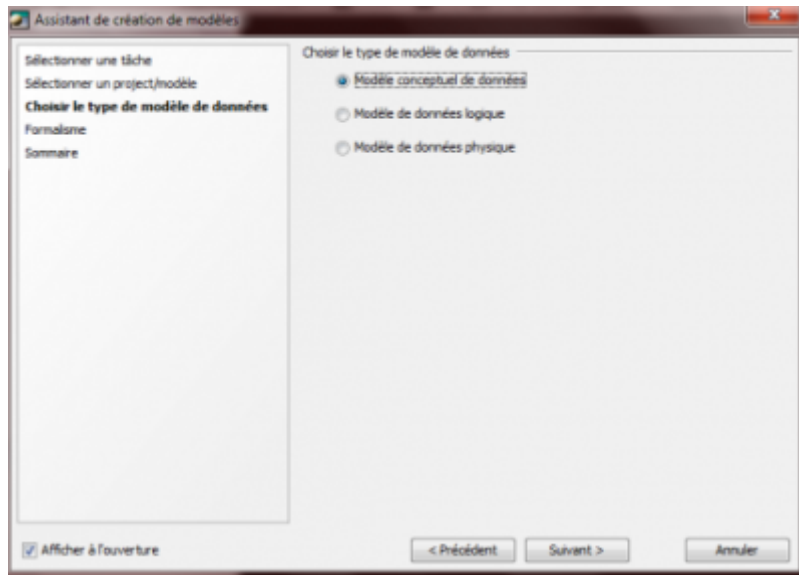 Assistant de création de modèles
Sélectionner une tâche
Sélectionner un project/modèle
Choisir le type de modèle de données
Formalisme
Sommaire
Choisir le type de modèle de données
Modèle conceptuel de données
Modèle de données logique
Modèle de données physique
Afficher à l'ouverture
< Précédent
Suivant >
Annuler